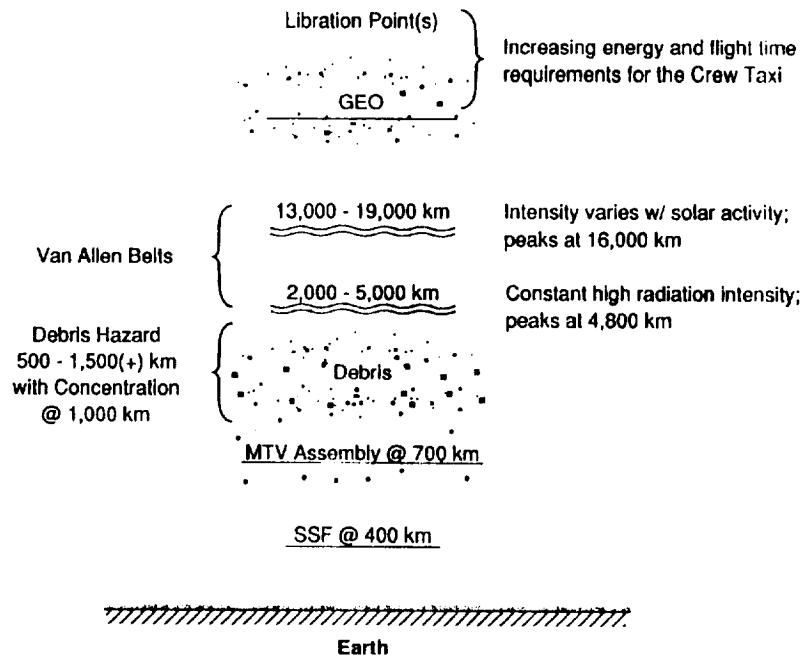 Libration Point(s)
Increasing energy and flight time
requirements for the Crew Taxi
GEO
Van Allen Belts
13,000 - 19,000 km
Intensity varies w/ solar activity;
peaks at 16,000 km
2,000 - 5,000 km
Constant high radiation intensity;
peaks at 4,800 km
Debris Hazard
500 - 1,500(+) km
with Concentration
@ 1,000 km
Debris
MTV Assembly @ 700 km
SSF @ 400 km
Earth